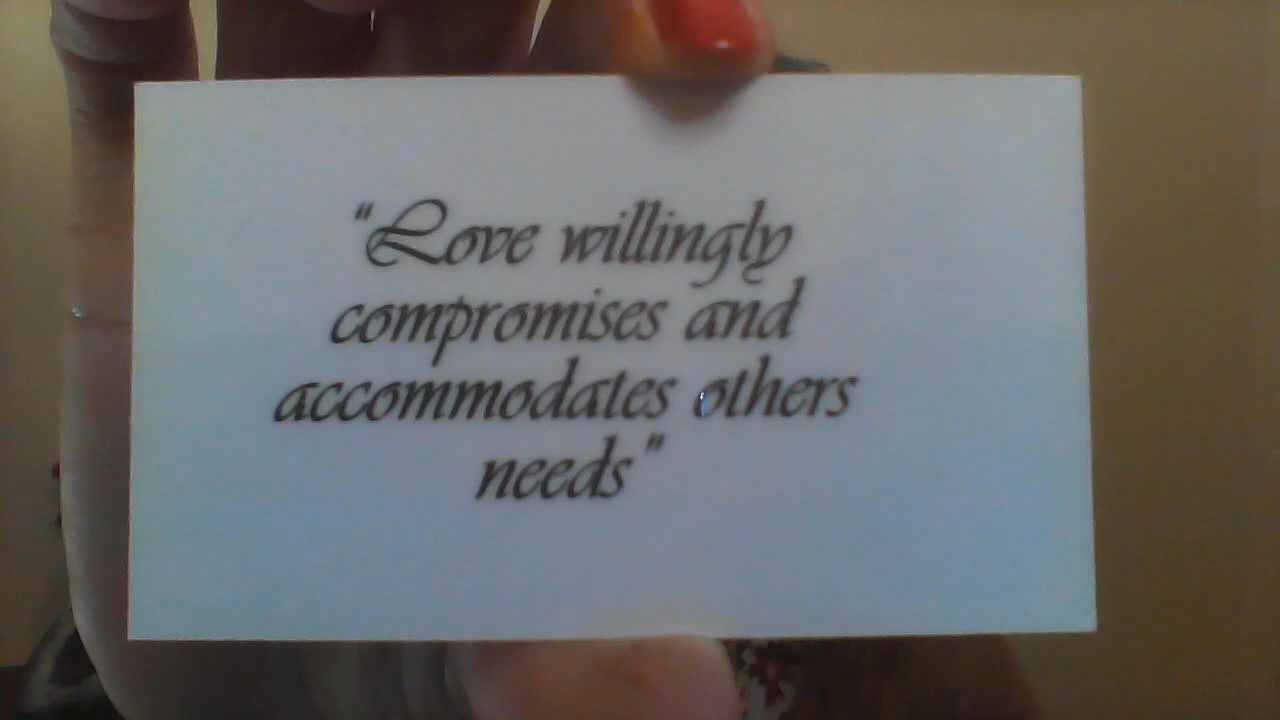 “Love willingly
compromises and
accommodates others
needs”